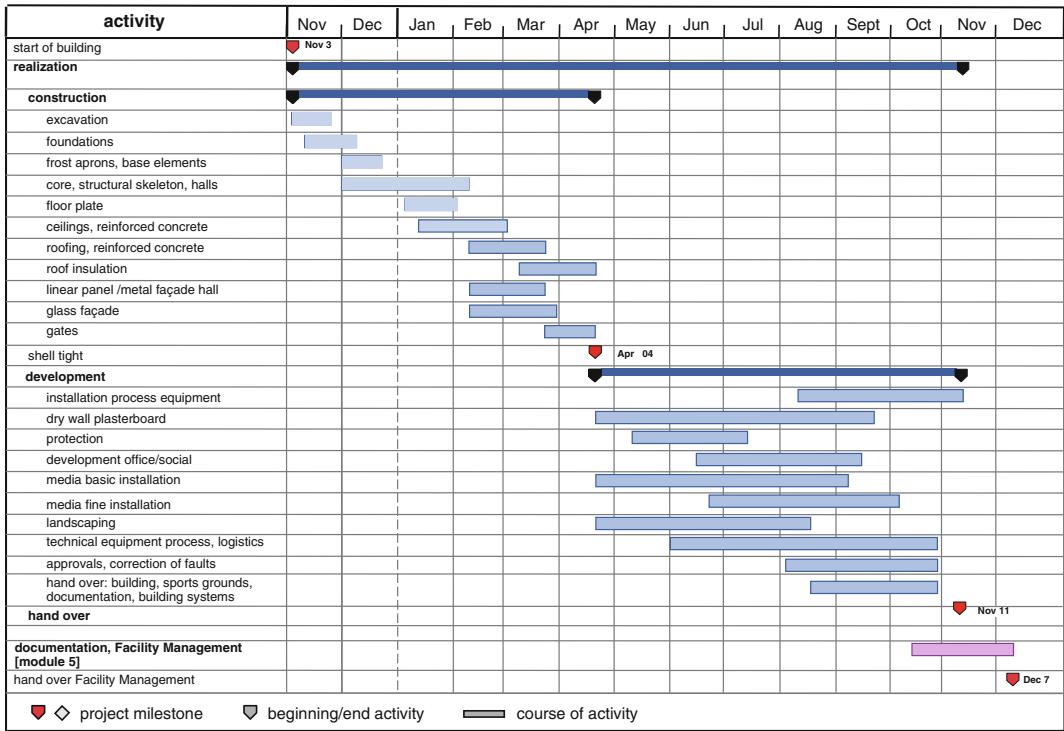 activity Nov Dec Jan Feb Mar Apr May Jun Jul Aug Sept Oct Nov Dec
start of building Nov 3
realization
construction
excavation
foundations
frost aprons, base elements
core, structural skeleton, halls
floor plate
ceilings, reinforced concrete
roofing, reinforced concrete
roof insulation
linear panel /metal façade hall
glass façade
gates
shell tight Apr 04
development
installation process equipment
dry wall plasterboard
protection
development office/social
media basic installation
media fine installation
landscaping
technical equipment process, logistics
approvals, correction of faults
hand over: building, sports grounds,
documentation, building systems
hand over Nov 11
documentation, Facility Management
[module 5]
hand over Facility Management Dec 7
project milestone beginning/end activity course of activity